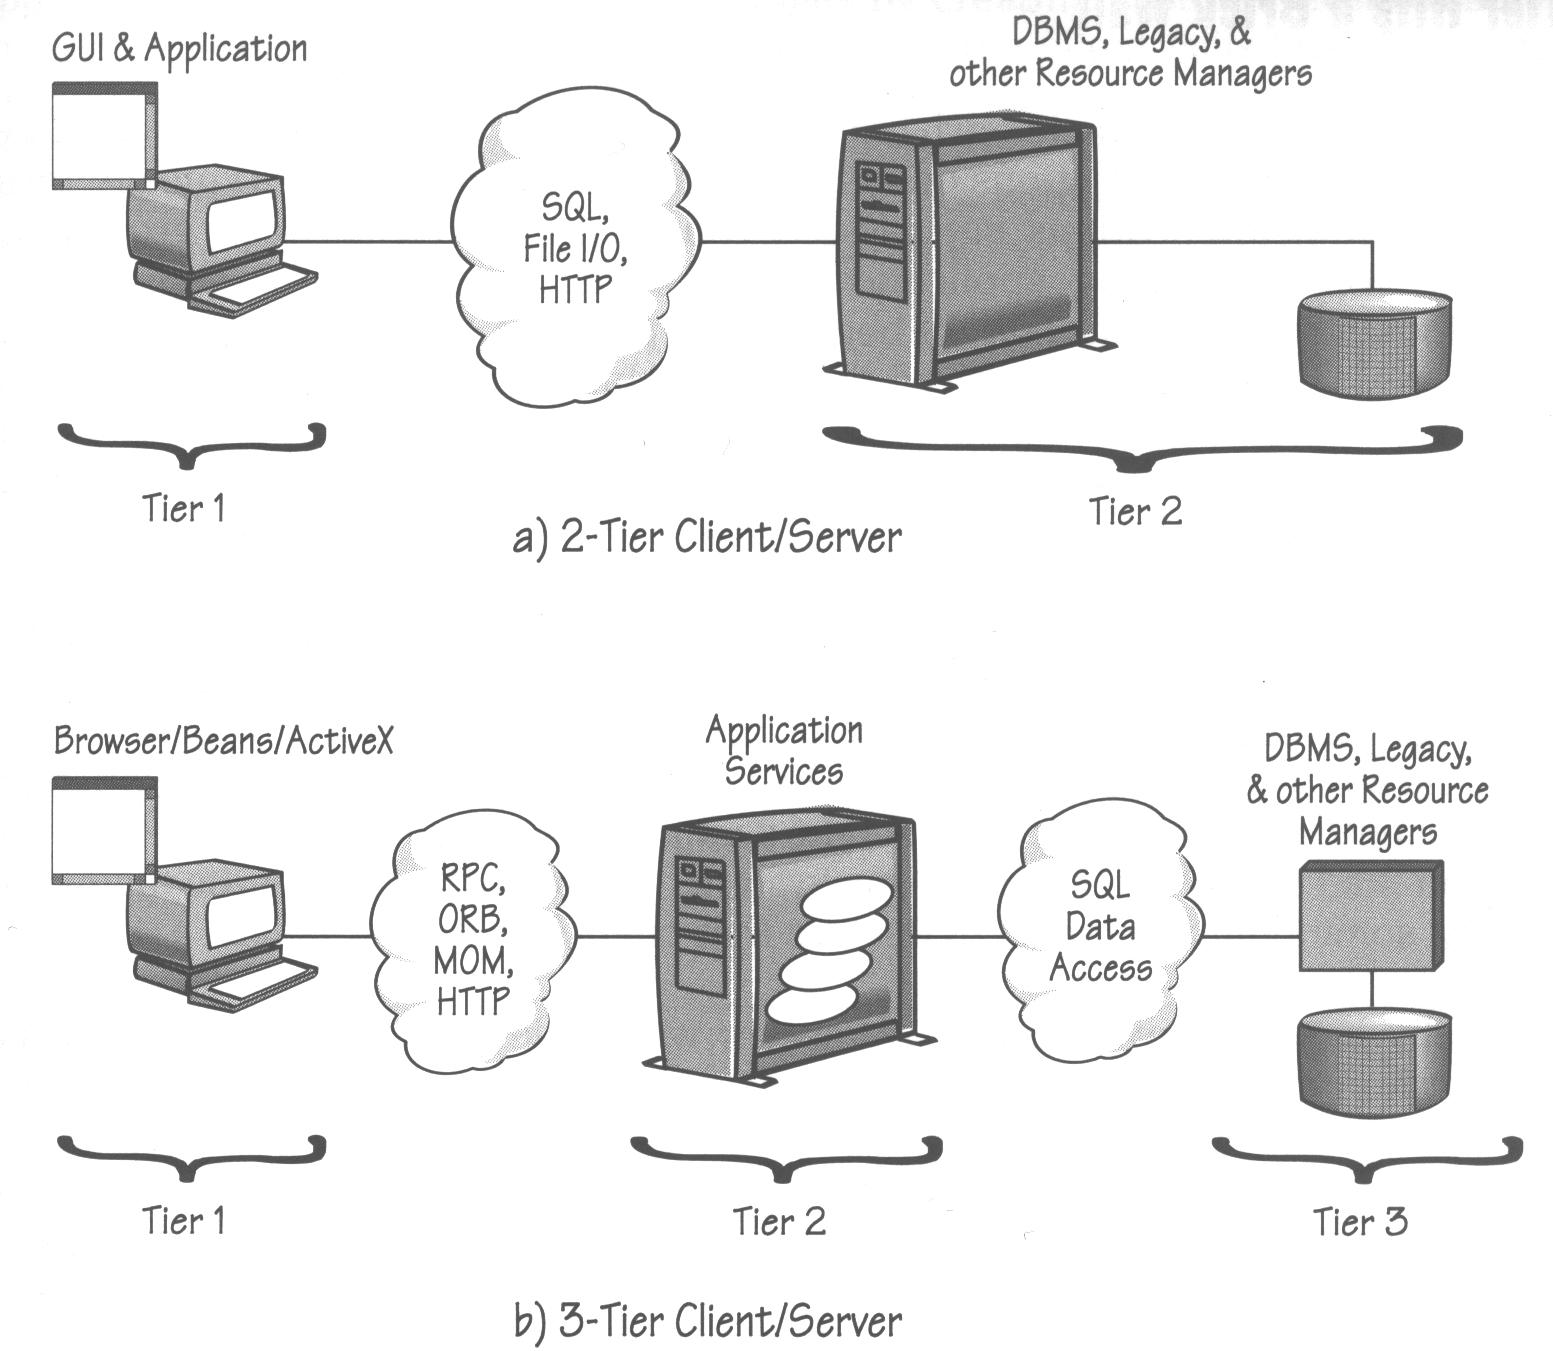 GUI & Application
DBMS, Legacy, &
other Resource Managers
SQL,
File I/O,
HTTP
Tier 1
Tier 2
a) 2-Tier Client/Server
Browser/Beans/ActiveX
Application
Services
DBMS, Legacy,
& other Resource
Managers
RPC,
ORB,
MOM,
HTTP
SQL
Data
Access
Tier 1
Tier 2
Tier 3
b) 3-Tier Client/Server